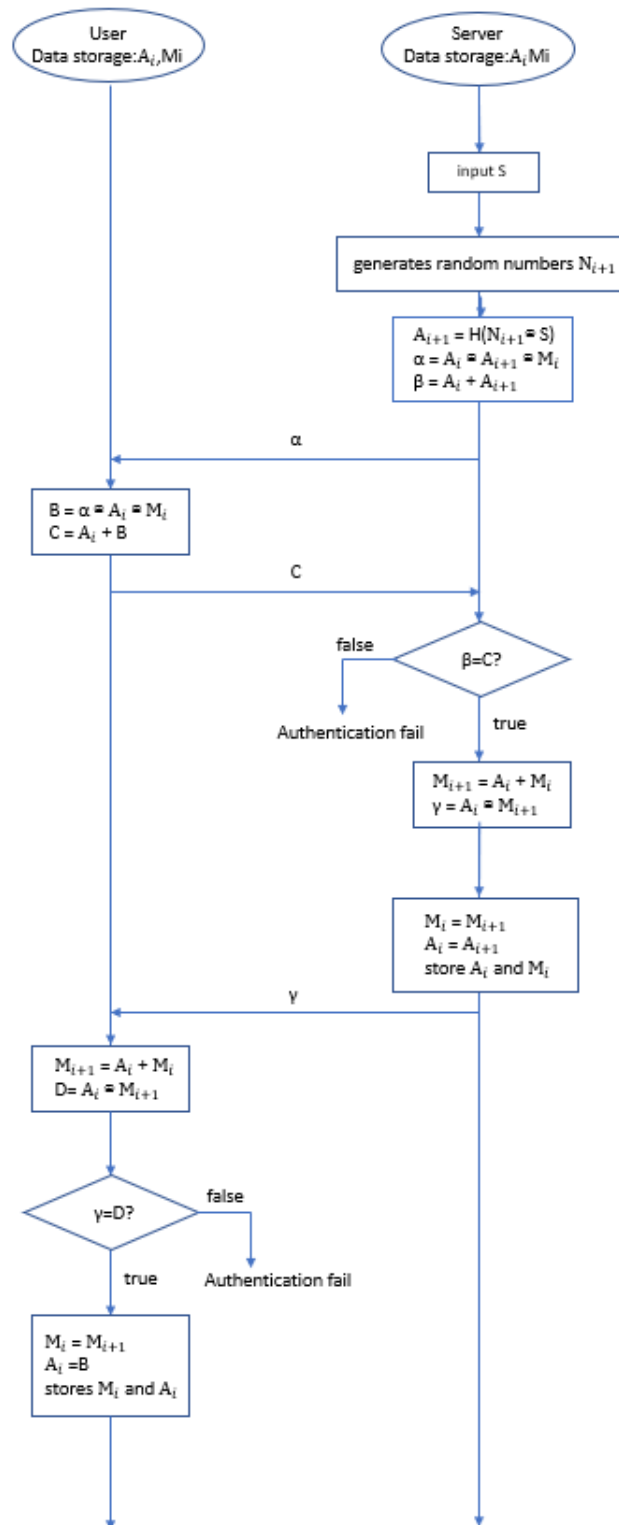 User
Data storage:Aᵢ,Mi
Server
Data storage:AᵢMi
input S
generates random numbers Nᵢ₊₁
Aᵢ₊₁ = H(Nᵢ₊₁⊕S)
α = Aᵢ ⊕ Aᵢ₊₁ ⊕ Mᵢ
β = Aᵢ + Aᵢ₊₁
α
B = α ⊕ Aᵢ ⊕ Mᵢ
C = Aᵢ + B
C
β=C?
false
Authentication fail
true
Mᵢ₊₁ = Aᵢ + Mᵢ
γ = Aᵢ ⊕ Mᵢ₊₁
Mᵢ = Mᵢ₊₁
Aᵢ = Aᵢ₊₁
store Aᵢ and Mᵢ
γ
Mᵢ₊₁ = Aᵢ + Mᵢ
D= Aᵢ ⊕ Mᵢ₊₁
γ=D?
false
Authentication fail
true
Mᵢ = Mᵢ₊₁
Aᵢ =B
stores Mᵢ and Aᵢ